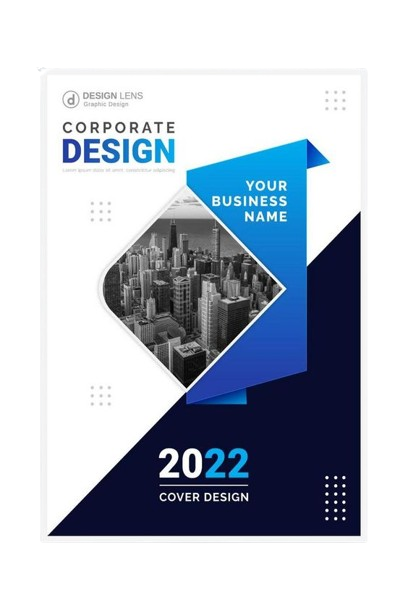 DESIGN LENS
Graphic Design
CORPORATE
DESIGN
Lorem ipsum dolor sit amet, consectetur adipiscing
YOUR
BUSINESS
NAME
2022
COVER DESIGN